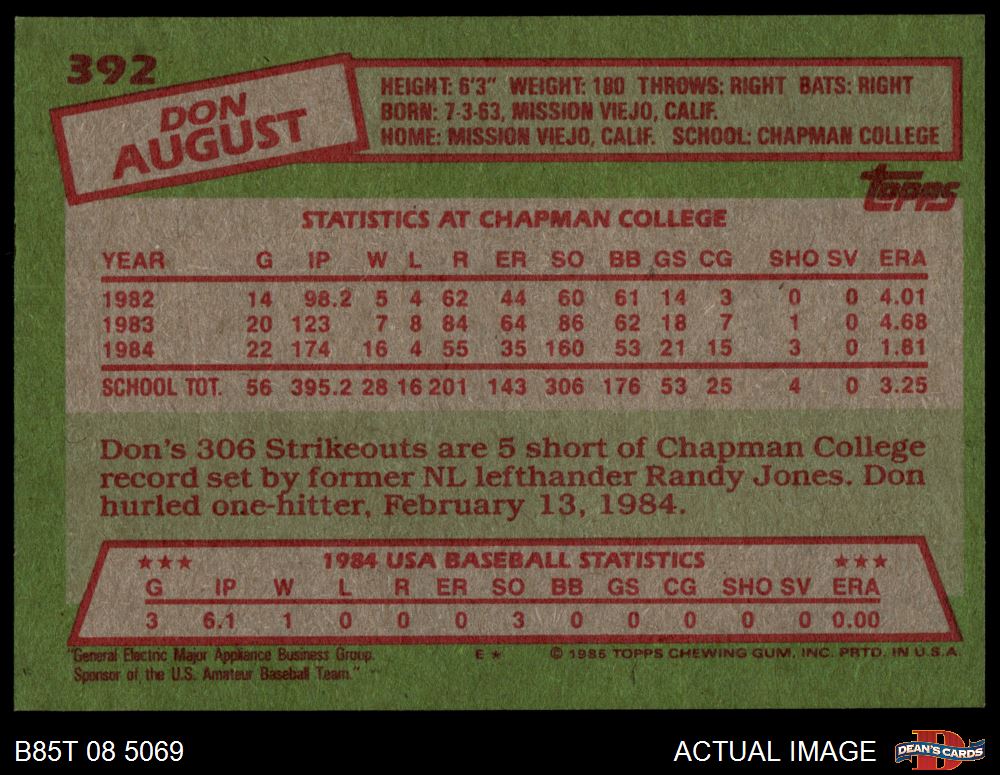 392
DON
AUGUST
HEIGHT: 6'3" WEIGHT: 180 THROWS: RIGHT BATS: RIGHT
BORN: 7-3-63, MISSION VIEJO, CALIF.
HOME: MISSION VIEJO, CALIF. SCHOOL: CHAPMAN COLLEGE
TOPPS
STATISTICS AT CHAPMAN COLLEGE
YEAR G IP W L R ER SO BB GS CG SHO SV ERA
1982 14 98.2 5 4 62 44 60 61 14 3 0 0 4.01
1983 20 123 7 8 84 64 86 62 18 7 1 0 4.68
1984 22 174 16 4 55 35 160 53 21 15 3 0 1.81
SCHOOL TOT. 56 395.2 28 16 201 143 306 176 53 25 4 0 3.25
Don's 306 Strikeouts are 5 short of Chapman College
record set by former NL lefthander Randy Jones. Don
hurled one-hitter, February 13, 1984.
★★★ 1984 USA BASEBALL STATISTICS ★★★
G IP W L R ER SO BB GS CG SHO SV ERA
3 6.1 1 0 0 0 3 0 0 0 0 0 0.00
"General Electric Major Appliance Business Group.
Sponsor of the U.S. Amateur Baseball Team."
E ★ © 1985 TOPPS CHEWING GUM, INC. PRTD. IN U.S.A.
B85T 08 5069 ACTUAL IMAGE DEAN'S CARDS